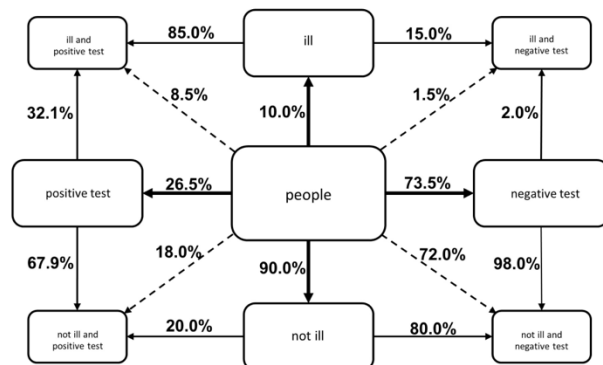 ill and
positive test
85.0%
ill
15.0%
ill and
negative test
8.5%
1.5%
32.1%
10.0%
2.0%
positive test
26.5%
people
73.5%
negative test
67.9%
18.0%
90.0%
72.0%
98.0%
not ill and
positive test
20.0%
not ill
80.0%
not ill and
negative test